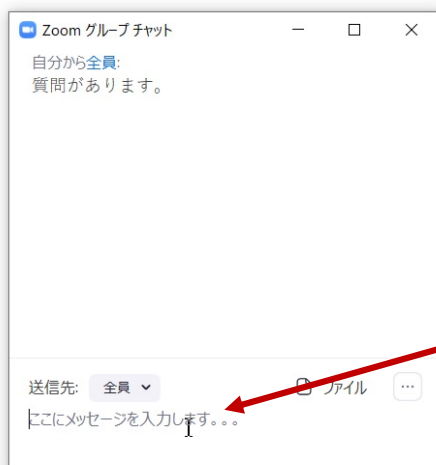 Zoom グループ チャット
自分から全員:
質問があります。
送信先: 全員 ファイル ...
ここにメッセージを入力します。。。